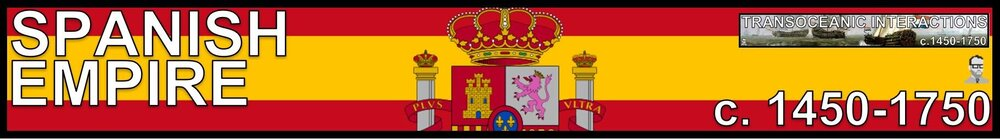 SPANISH
EMPIRE
PLVS VLTRA
TRANSOCEANIC INTERACTIONS
c.1450-1750
c. 1450-1750